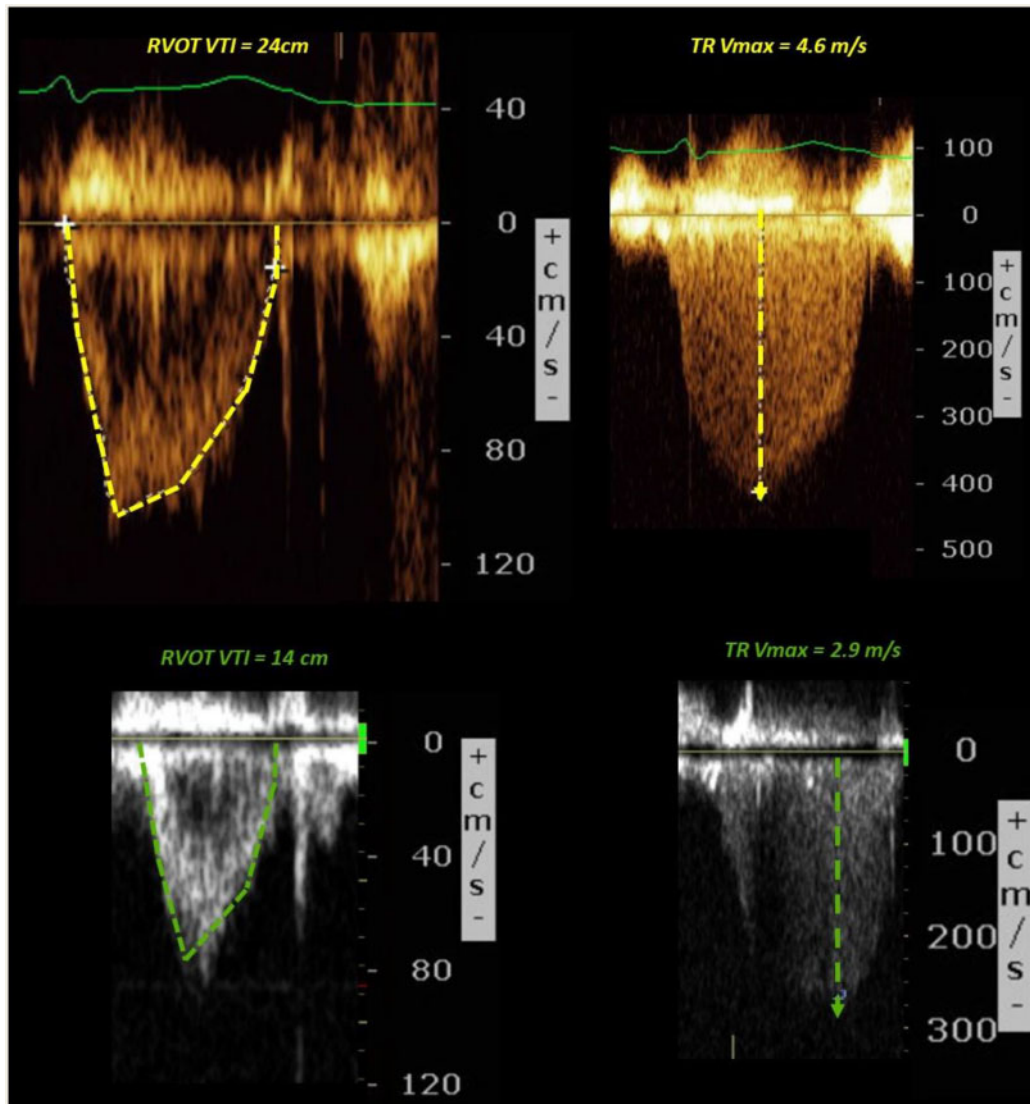 RVOT VTI = 24cm
40
0
40
80
120
+
c
m
/
s
-
TR Vmax = 4.6 m/s
100
0
100
200
300
400
500
+
c
m
/
s
-
RVOT VTI = 14 cm
0
40
80
120
+
c
m
/
s
-
TR Vmax = 2.9 m/s
0
100
200
300
+
c
m
/
s
-